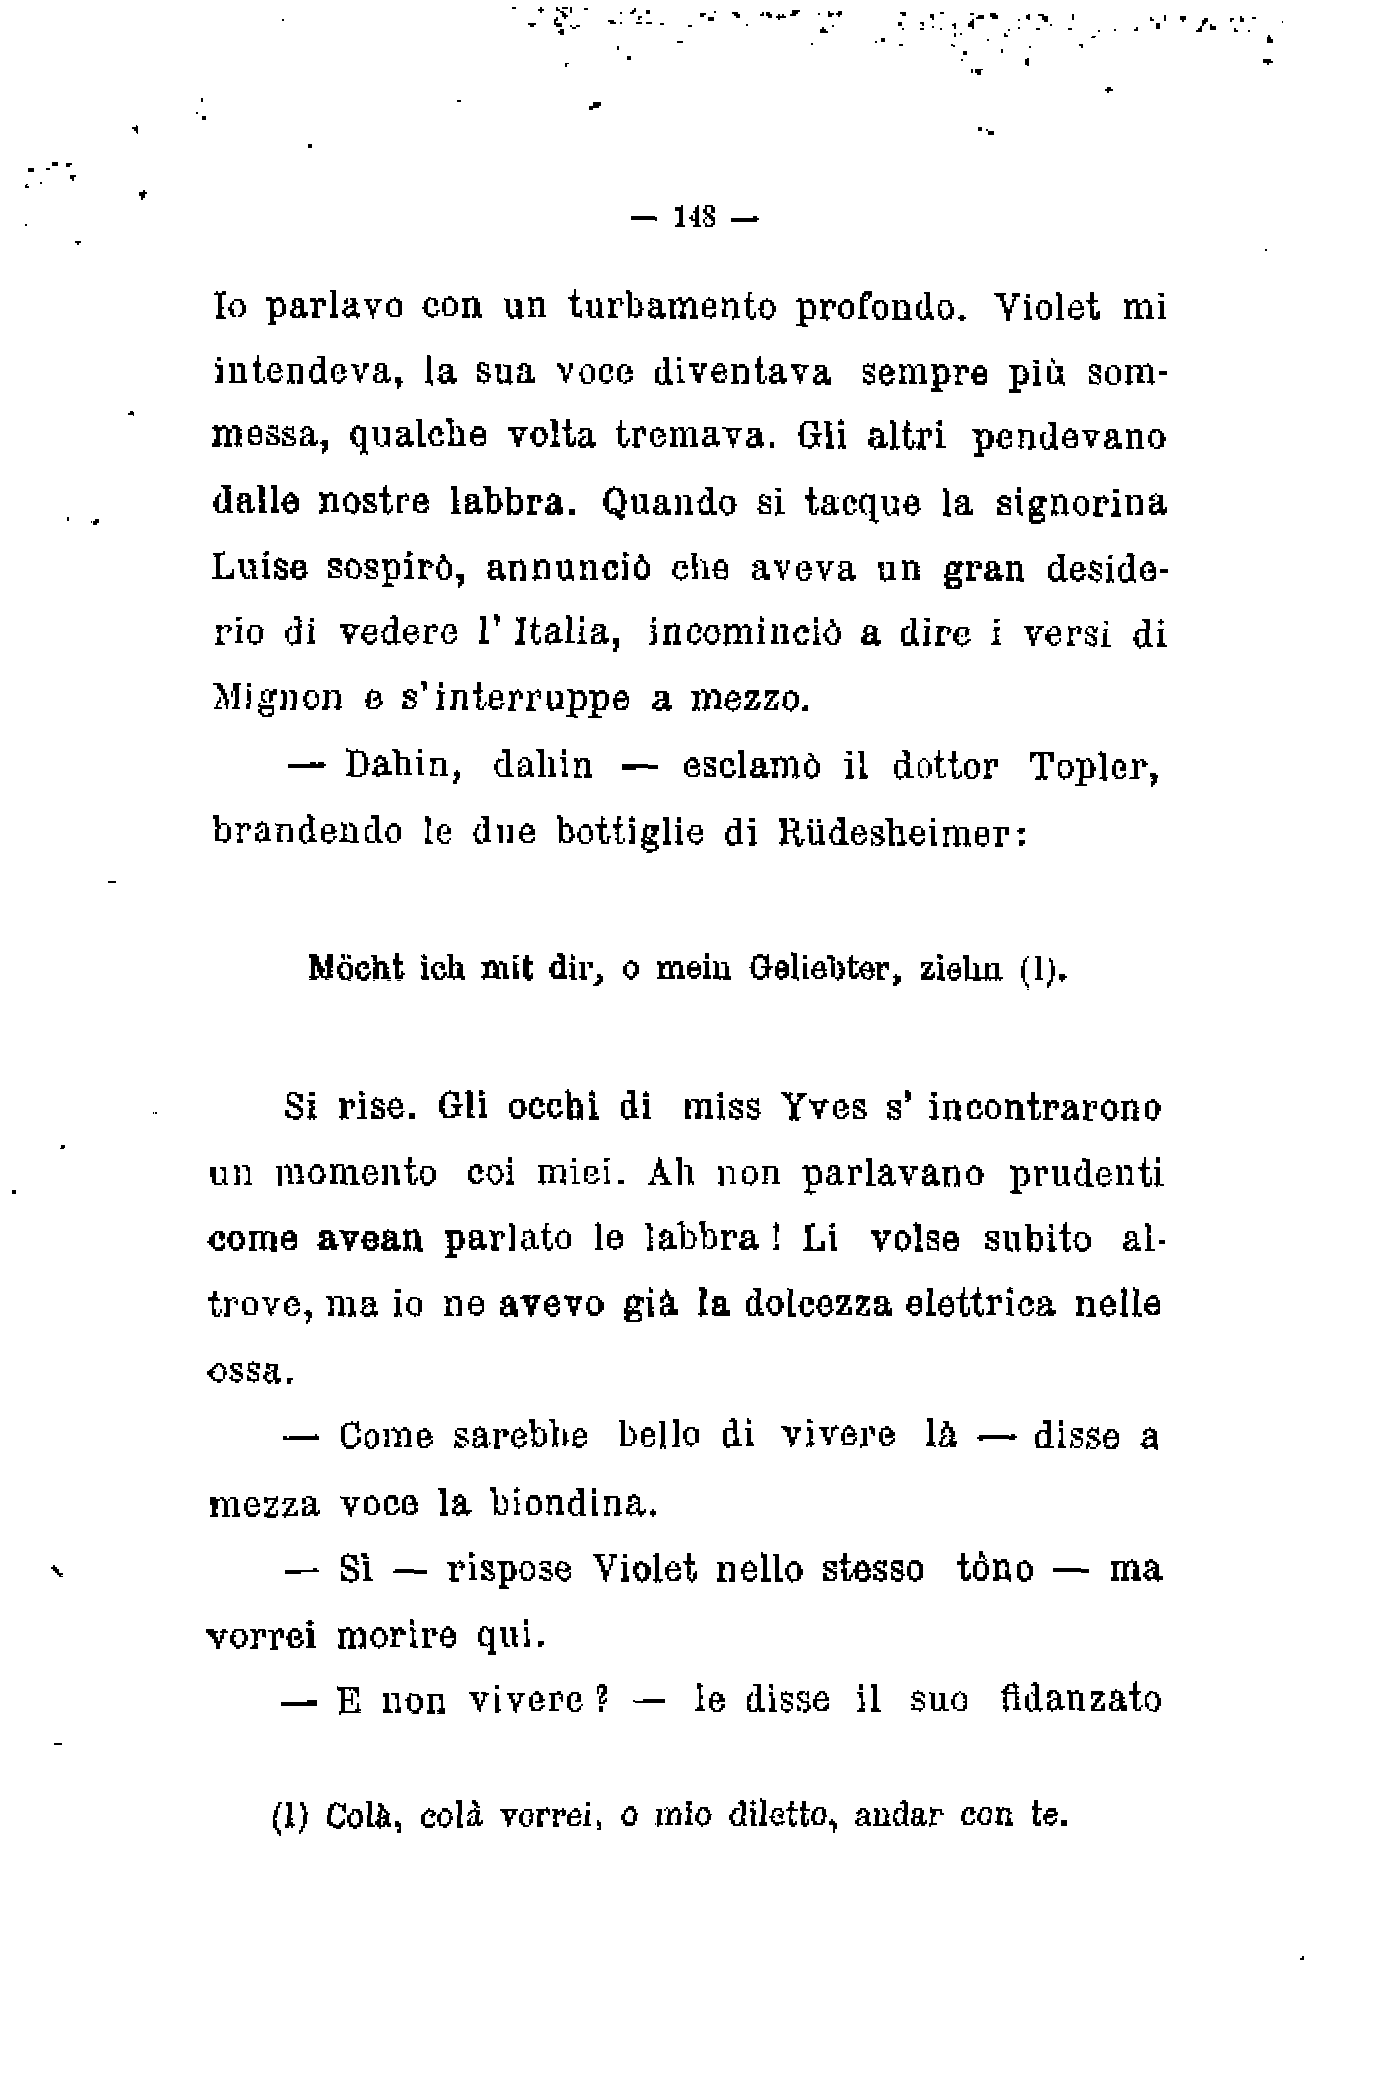 — 148 —
Io parlavo con un turbamento profondo. Violet mi
intendeva, la sua voce diventava sempre più som-
messa, qualche volta tremava. Gli altri pendevano
dalle nostre labbra. Quando si tacque la signorina
Luise sospirò, annunciò che aveva un gran deside-
rio di vedere l' Italia, incominciò a dire i versi di
Mignon e s'interruppe a mezzo.
— Dahin, dahin — esclamò il dottor Topler,
brandendo le due bottiglie di Rüdesheimer:
Möcht ich mit dir, o mein Geliebter, ziehn (1).
Si rise. Gli occhi di miss Yves s' incontrarono
un momento coi miei. Ah non parlavano prudenti
come avean parlato le labbra! Li volse subito al-
trove, ma io ne avevo già la dolcezza elettrica nelle
ossa.
— Come sarebbe bello di vivere là — disse a
mezza voce la biondina.
— Sì — rispose Violet nello stesso tôno — ma
vorrei morire qui.
— E non vivere? — le disse il suo fidanzato
(1) Colà, colà vorrei, o mio diletto, andar con te.